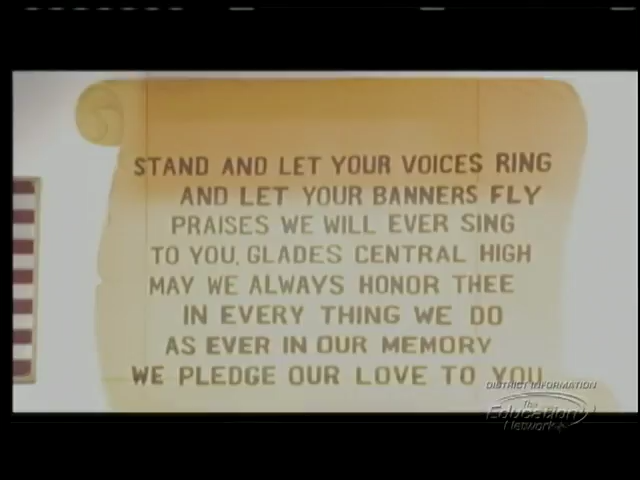 STAND AND LET YOUR VOICES RING
AND LET YOUR BANNERS FLY
PRAISES WE WILL EVER SING
TO YOU, GLADES CENTRAL HIGH
MAY WE ALWAYS HONOR THEE
IN EVERY THING WE DO
AS EVER IN OUR MEMORY
WE PLEDGE OUR LOVE TO YOU
DISTRICT INFORMATION
The
Education
Network